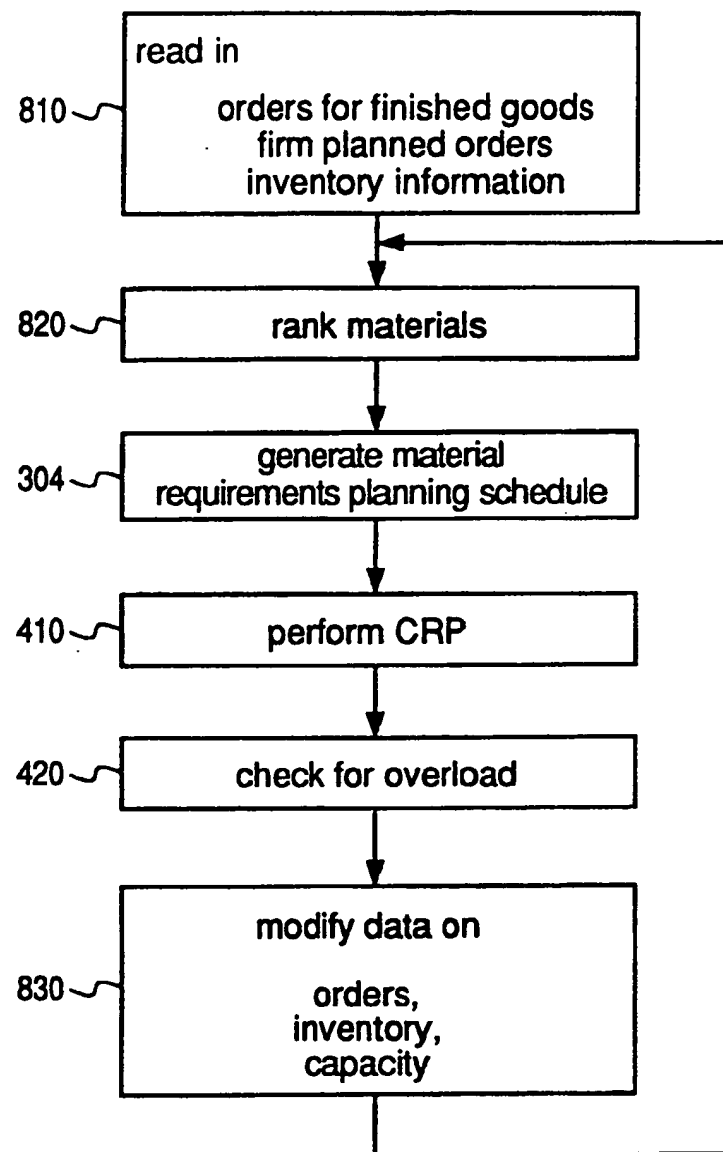 read in
810
orders for finished goods
firm planned orders
inventory information
820
rank materials
304
generate material
requirements planning schedule
410
perform CRP
420
check for overload
830
modify data on
orders,
inventory,
capacity